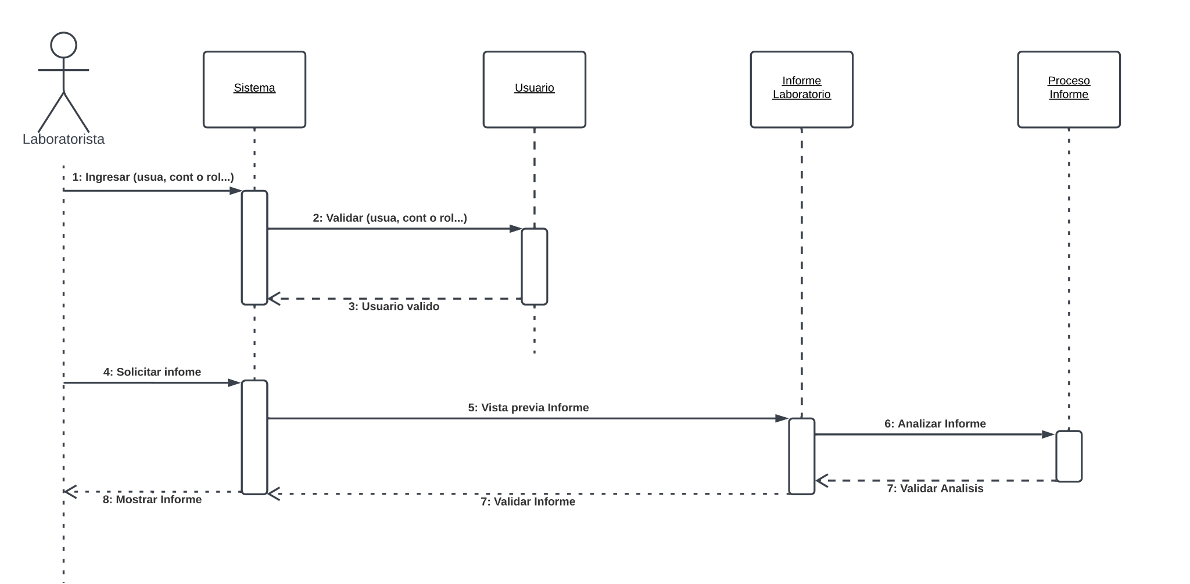 Laboratorista
Sistema
Usuario
Informe
Laboratorio
Proceso
Informe
1: Ingresar (usua, cont o rol...)
2: Validar (usua, cont o rol...)
3: Usuario valido
4: Solicitar infome
5: Vista previa Informe
6: Analizar Informe
7: Validar Analisis
7: Validar Informe
8: Mostrar Informe